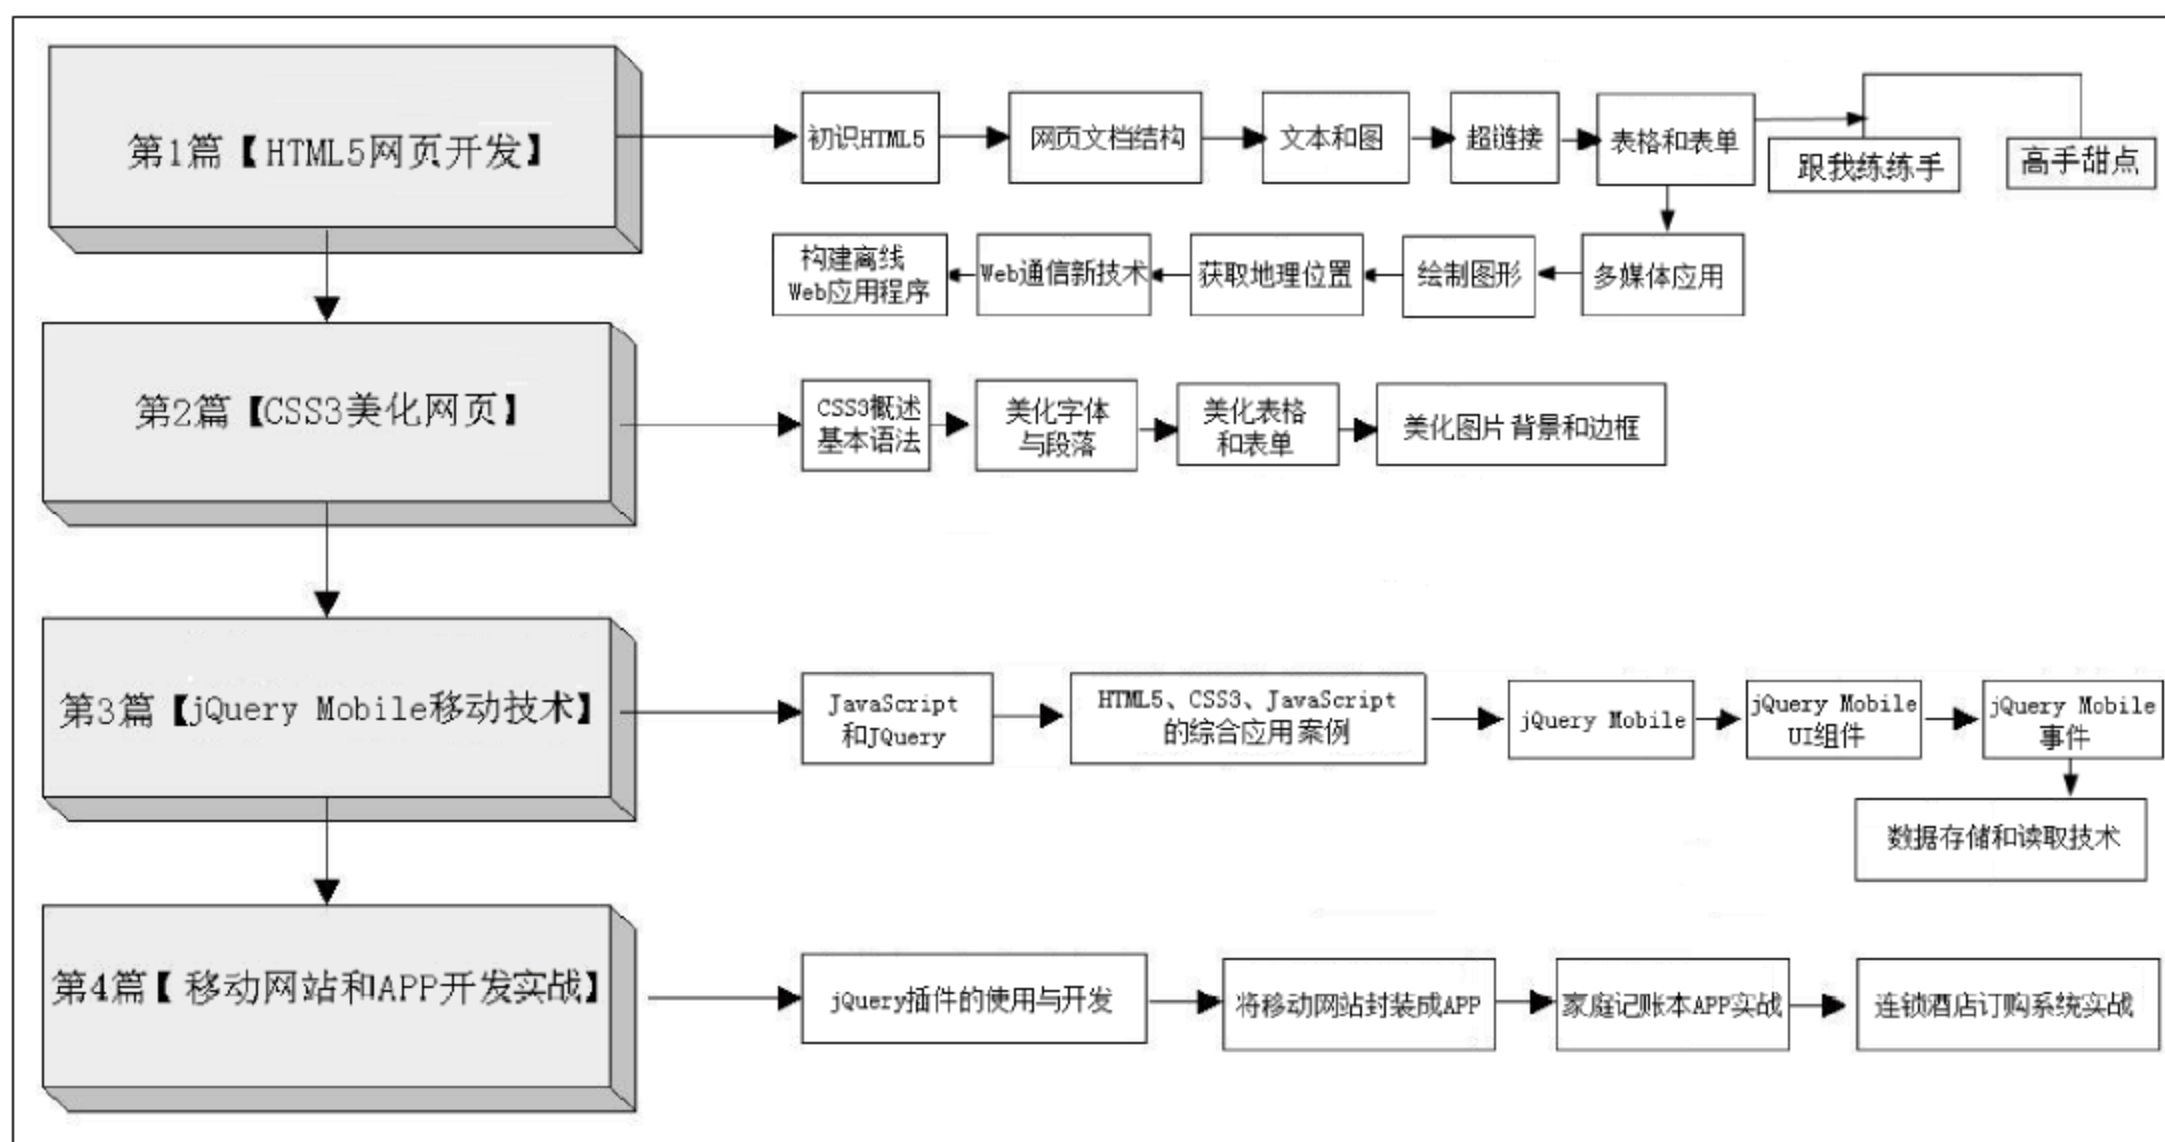 第1篇【HTML5网页开发】
初识HTML5
网页文档结构
文本和图
超链接
表格和表单
跟我练练手
高手甜点
构建离线
Web应用程序
Web通信新技术
获取地理位置
绘制图形
多媒体应用
第2篇【CSS3美化网页】
CSS3概述
基本语法
美化字体
与段落
美化表格
和表单
美化图片背景和边框
第3篇【jQuery Mobile移动技术】
JavaScript
和JQuery
HTML5、CSS3、JavaScript
的综合应用案例
jQuery Mobile
jQuery Mobile
UI组件
jQuery Mobile
事件
数据存储和读取技术
第4篇【移动网站和APP开发实战】
jQuery插件的使用与开发
将移动网站封装成APP
家庭记账本APP实战
连锁酒店订购系统实战